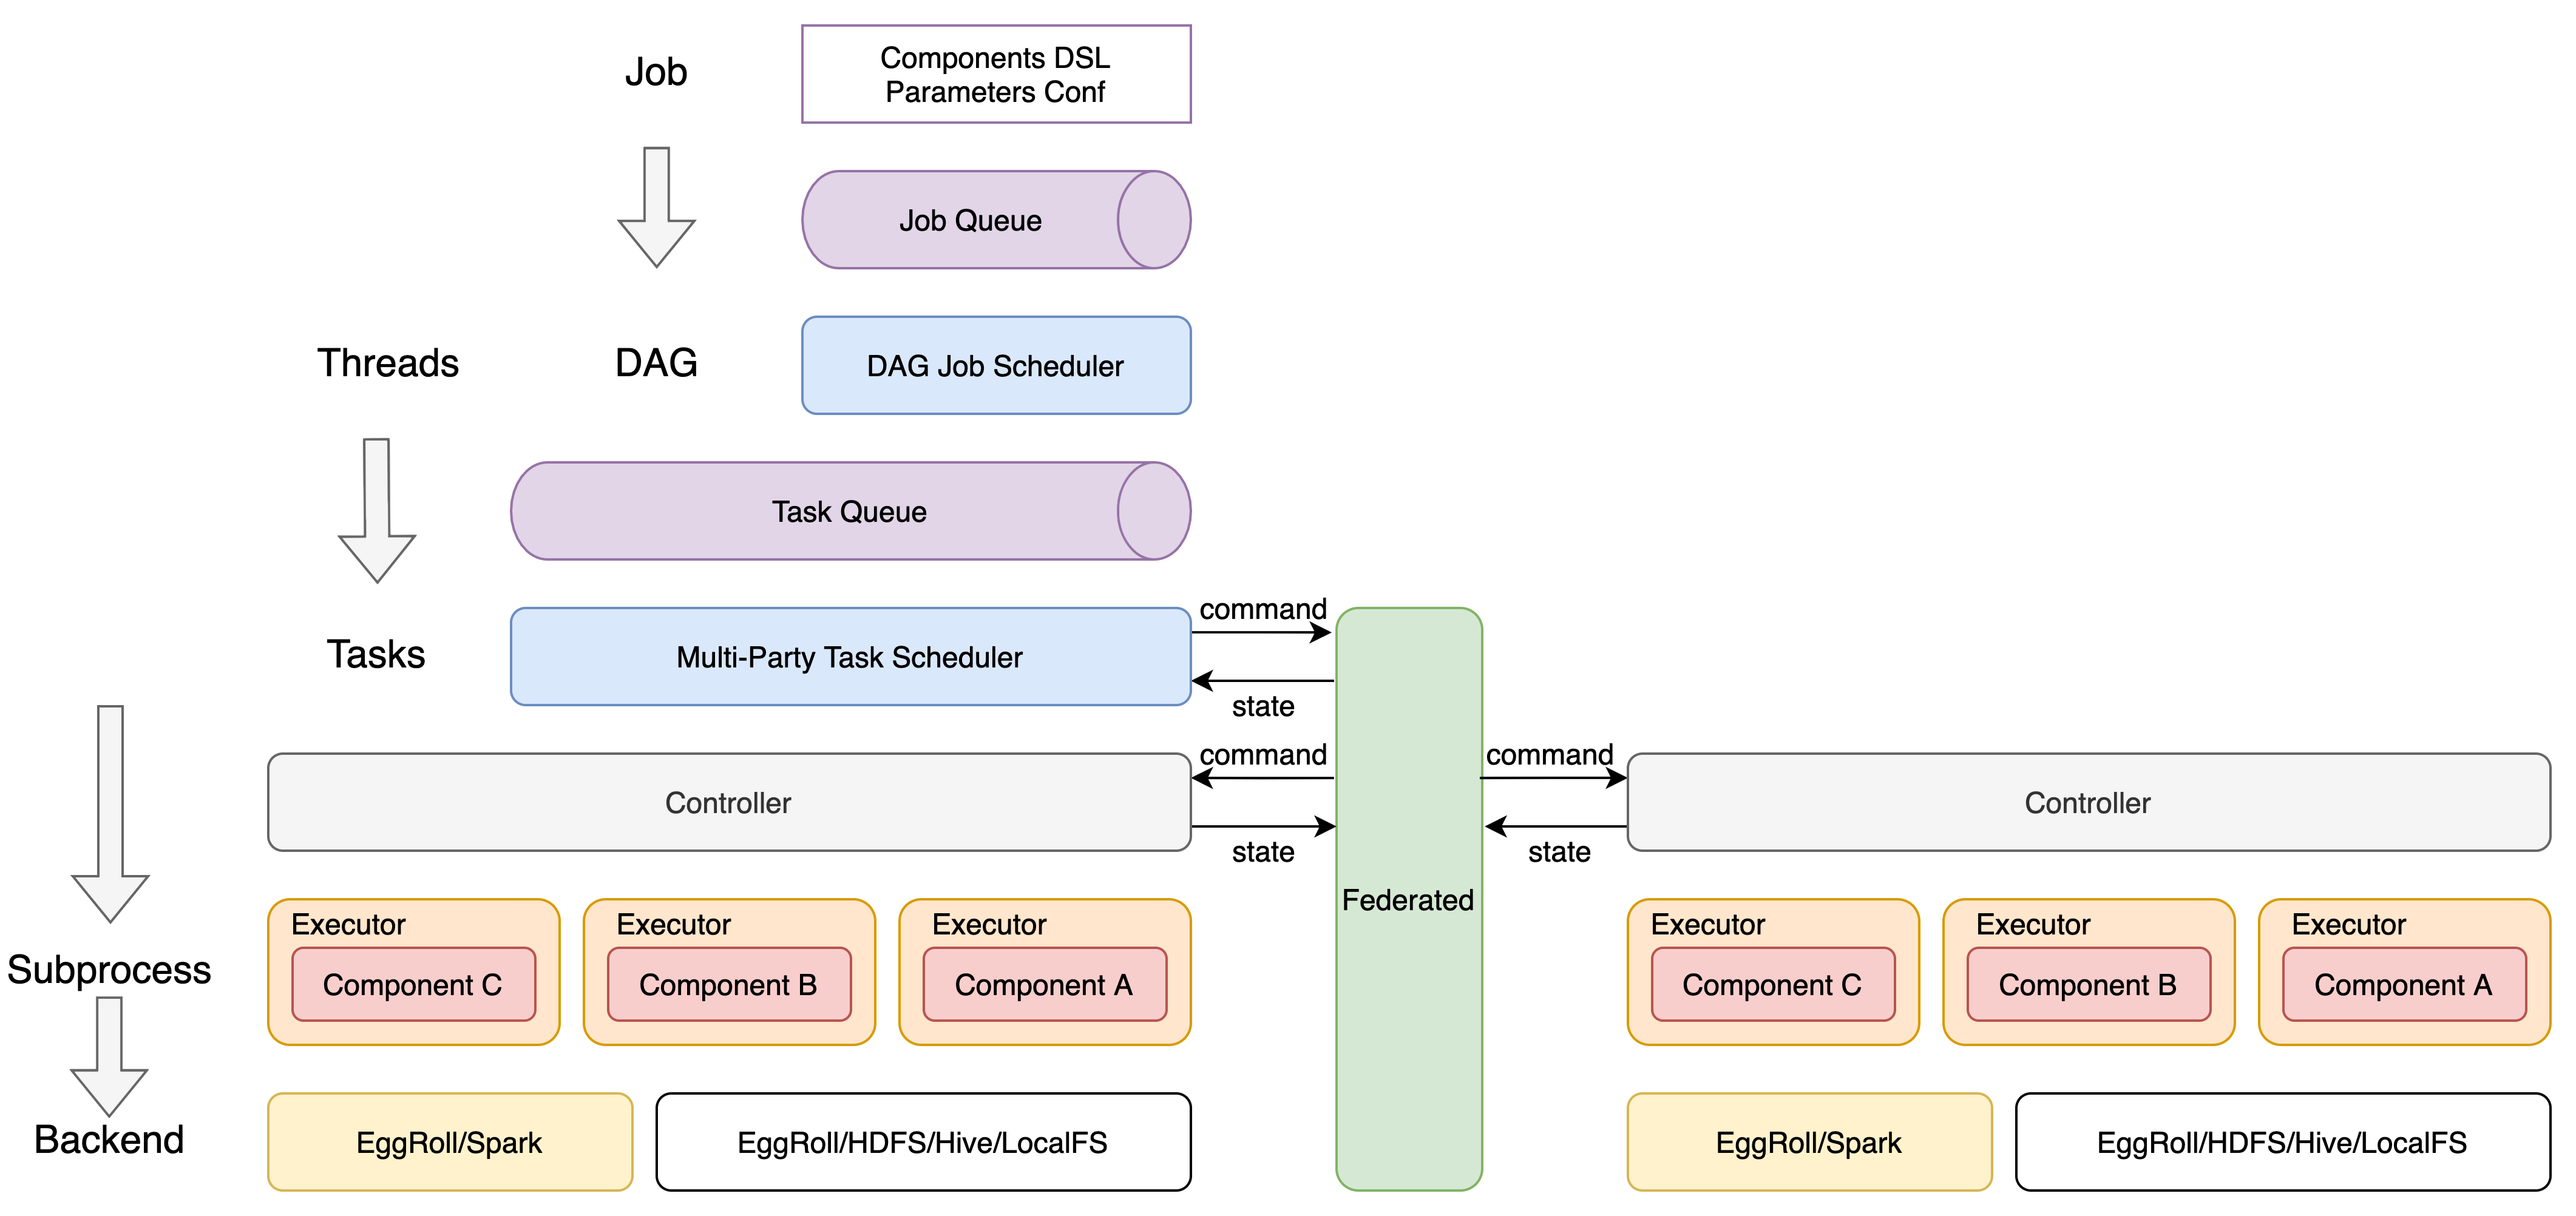 Job
Components DSL
Parameters Conf
Job Queue
Threads
DAG
DAG Job Scheduler
Task Queue
Tasks
Multi-Party Task Scheduler
command
state
Controller
command
state
command
state
Controller
Federated
Subprocess
Executor
Component C
Executor
Component B
Executor
Component A
Executor
Component C
Executor
Component B
Executor
Component A
Backend
EggRoll/Spark
EggRoll/HDFS/Hive/LocalFS
EggRoll/Spark
EggRoll/HDFS/Hive/LocalFS